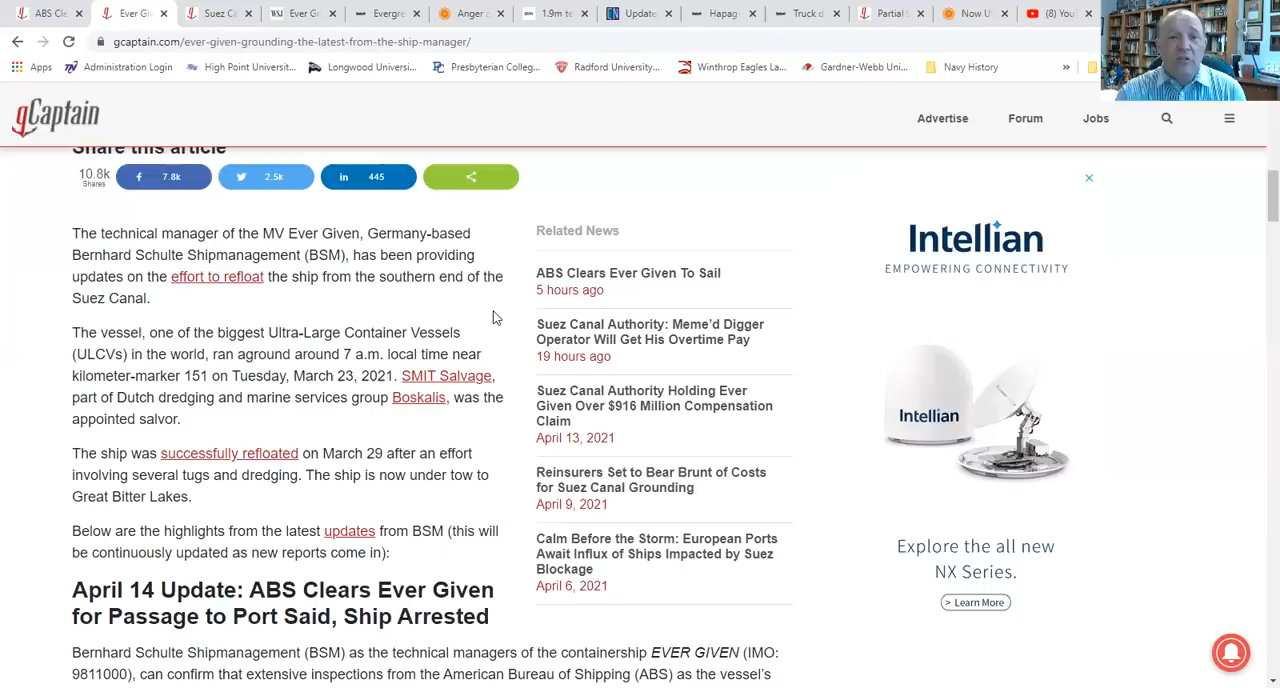 ABS Cle
Ever Giv
Suez Ca
WSJ
Ever Gr
Evergre
Anger o
1.9m te
Update
Hapag
Truck d
Partial S
Now U
(8) You
gcaptain.com/ever-given-grounding-the-latest-from-the-ship-manager/
Apps
Administration Login
High Point Universit...
Longwood Universi...
Presbyterian Colleg...
Radford University...
Winthrop Eagles La...
Gardner-Webb Uni...
Navy History
»
gCaptain
Advertise
Forum
Jobs
Share this article
10.8k
Shares
7.8k
2.5k
in 445
The technical manager of the MV Ever Given, Germany-based
Bernhard Schulte Shipmanagement (BSM), has been providing
updates on the effort to refloat the ship from the southern end of the
Suez Canal.
The vessel, one of the biggest Ultra-Large Container Vessels
(ULCVs) in the world, ran aground around 7 a.m. local time near
kilometer-marker 151 on Tuesday, March 23, 2021. SMIT Salvage,
part of Dutch dredging and marine services group Boskalis, was the
appointed salvor.
The ship was successfully refloated on March 29 after an effort
involving several tugs and dredging. The ship is now under tow to
Great Bitter Lakes.
Below are the highlights from the latest updates from BSM (this will
be continuously updated as new reports come in):
April 14 Update: ABS Clears Ever Given
for Passage to Port Said, Ship Arrested
Bernhard Schulte Shipmanagement (BSM) as the technical managers of the containership EVER GIVEN (IMO:
9811000), can confirm that extensive inspections from the American Bureau of Shipping (ABS) as the vessel's
Related News
ABS Clears Ever Given To Sail
5 hours ago
Suez Canal Authority: Meme'd Digger
Operator Will Get His Overtime Pay
19 hours ago
Suez Canal Authority Holding Ever
Given Over $916 Million Compensation
Claim
April 13, 2021
Reinsurers Set to Bear Brunt of Costs
for Suez Canal Grounding
April 9, 2021
Calm Before the Storm: European Ports
Await Influx of Ships Impacted by Suez
Blockage
April 6, 2021
Intellian
EMPOWERING CONNECTIVITY
Intellian
Explore the all new
NX Series.
> Learn More